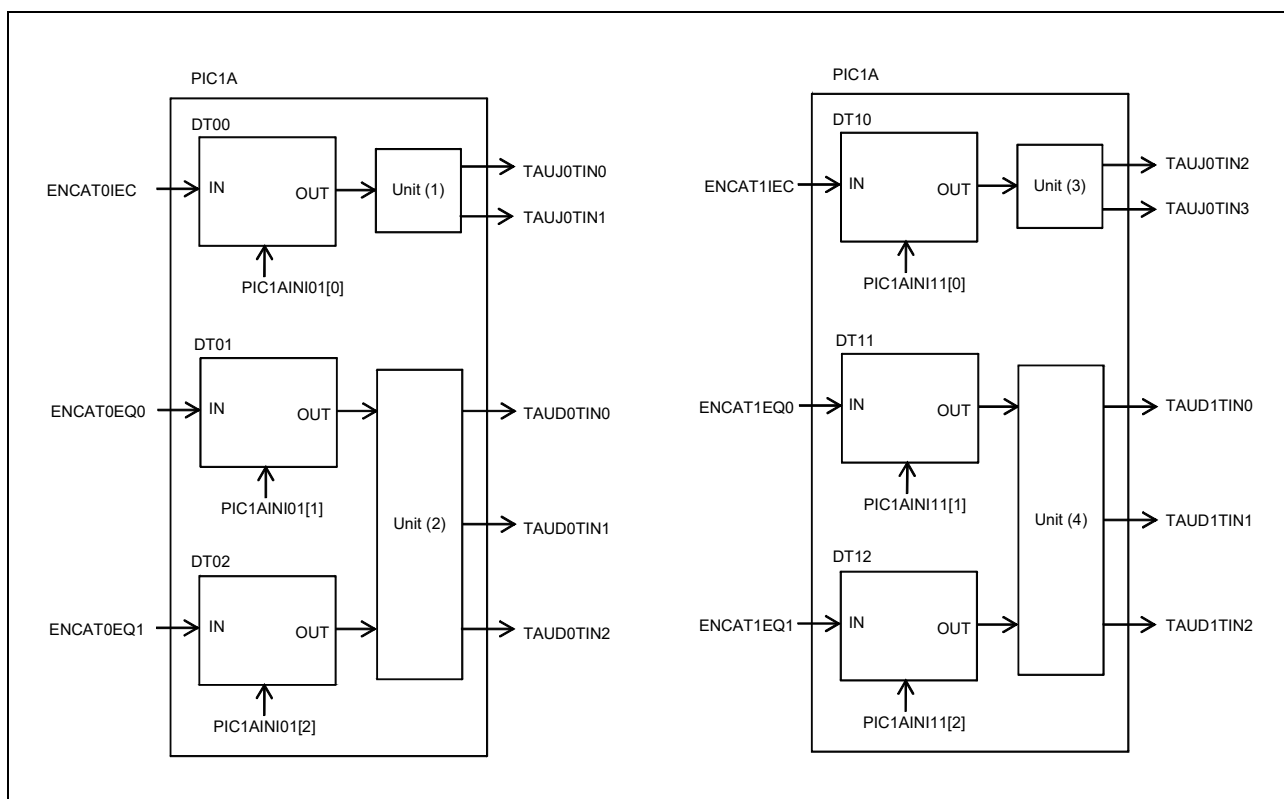 PIC1A
DT00
ENCAT0IEC
IN
OUT
Unit (1)
TAUJ0TIN0
TAUJ0TIN1
PIC1AINI01[0]
DT01
ENCAT0EQ0
IN
OUT
PIC1AINI01[1]
Unit (2)
TAUD0TIN0
TAUD0TIN1
TAUD0TIN2
DT02
ENCAT0EQ1
IN
OUT
PIC1AINI01[2]
PIC1A
DT10
ENCAT1IEC
IN
OUT
Unit (3)
TAUJ0TIN2
TAUJ0TIN3
PIC1AINI11[0]
DT11
ENCAT1EQ0
IN
OUT
PIC1AINI11[1]
Unit (4)
TAUD1TIN0
TAUD1TIN1
TAUD1TIN2
DT12
ENCAT1EQ1
IN
OUT
PIC1AINI11[2]